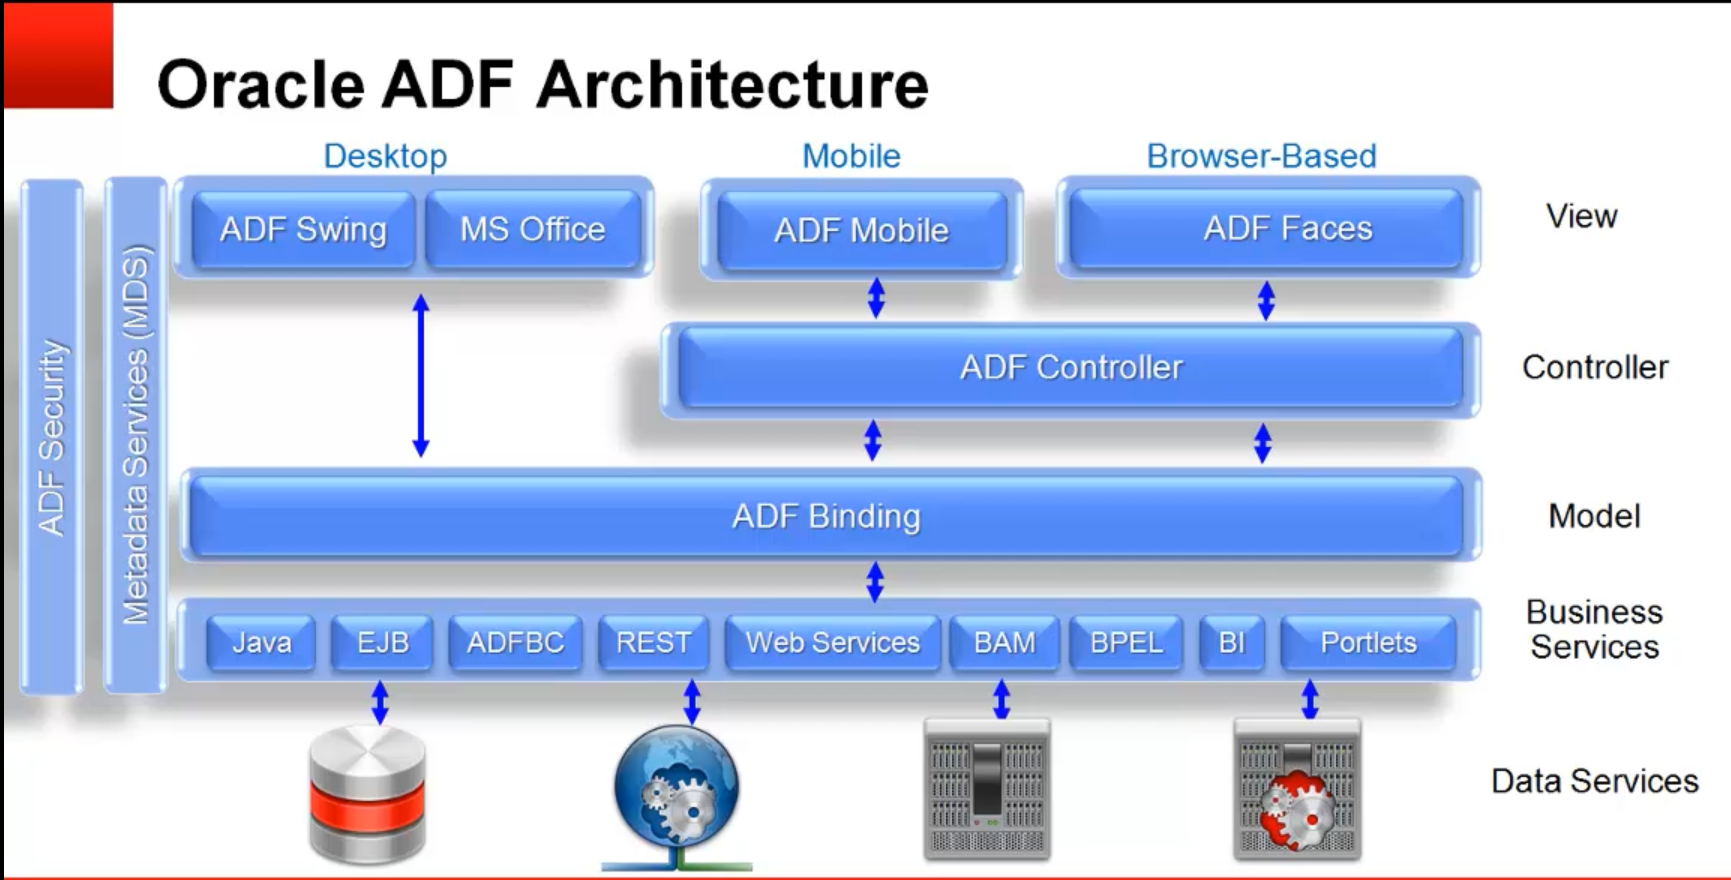 Oracle ADF Architecture
Desktop
Mobile
Browser-Based
ADF Security
Metadata Services (MDS)
ADF Swing
MS Office
ADF Mobile
ADF Faces
View
ADF Controller
Controller
ADF Binding
Model
Java
EJB
ADFBC
REST
Web Services
BAM
BPEL
BI
Portlets
Business
Services
Data Services